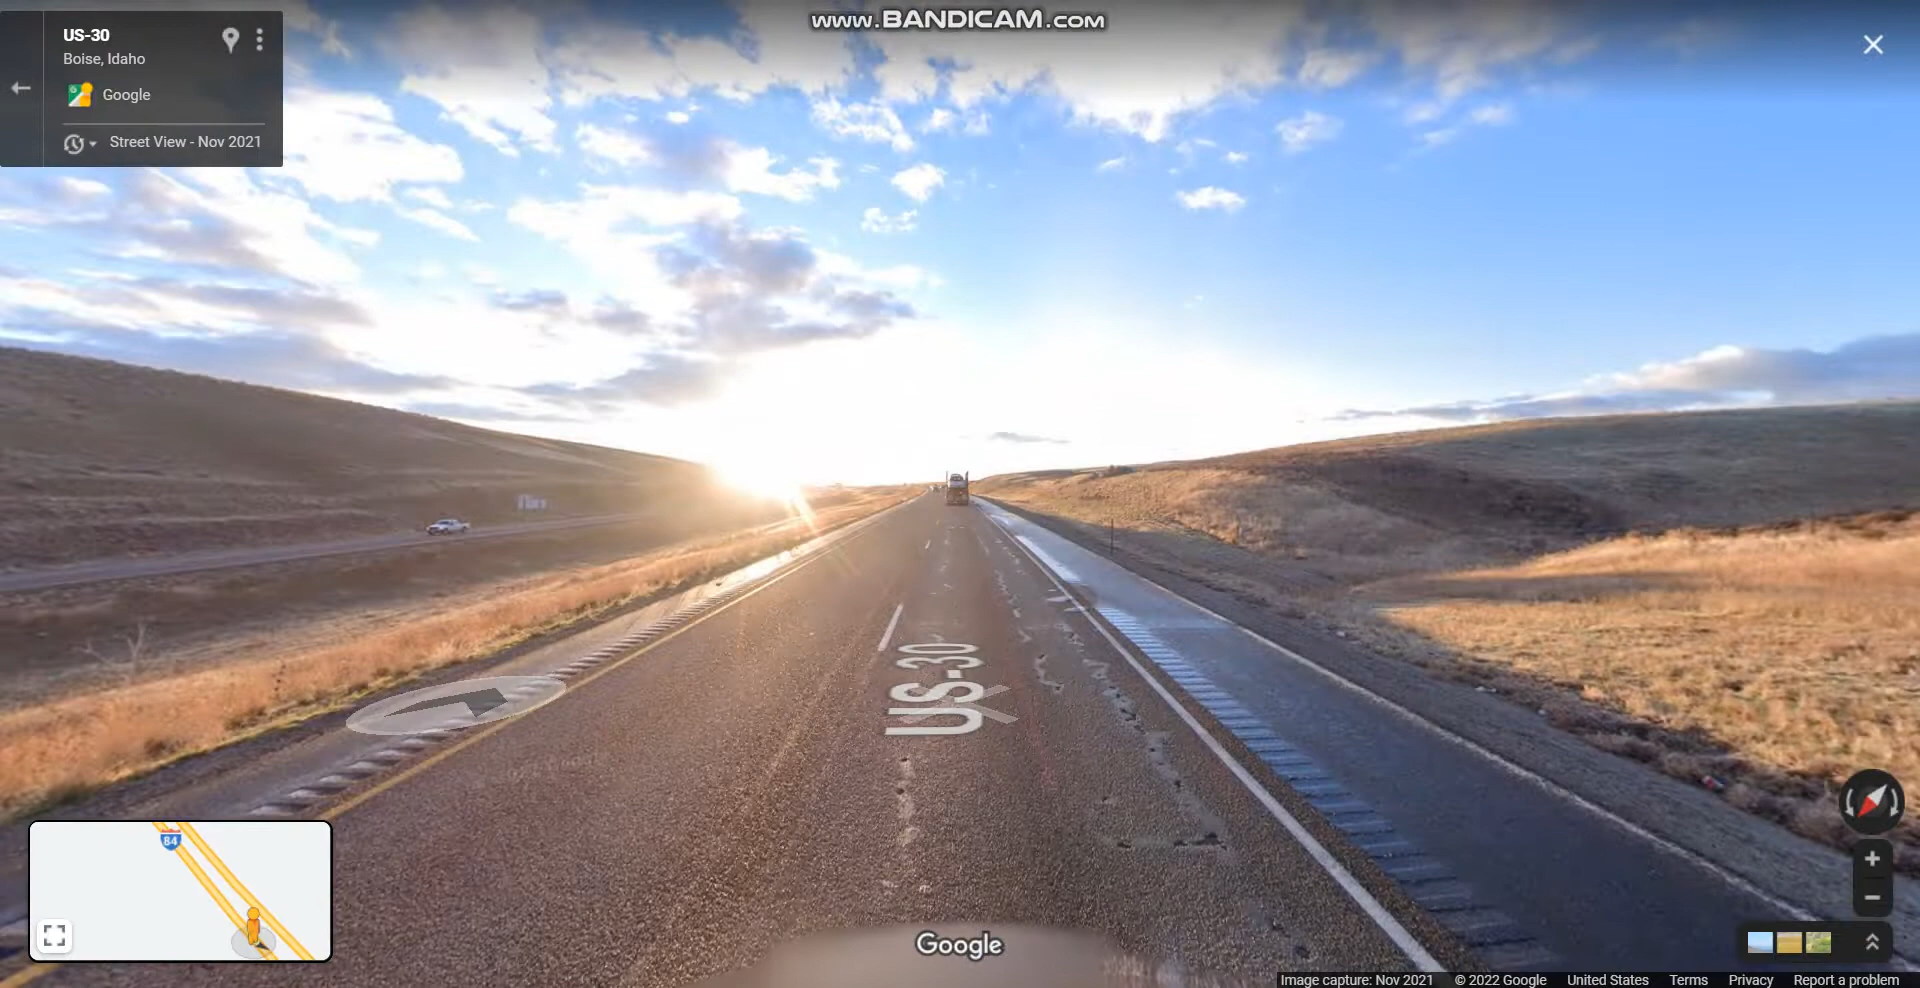 www.BANDICAM.com
US-30
Boise, Idaho
Google
Street View - Nov 2021
US-30
84
Google
Image capture: Nov 2021 © 2022 Google United States Terms Privacy Report a problem